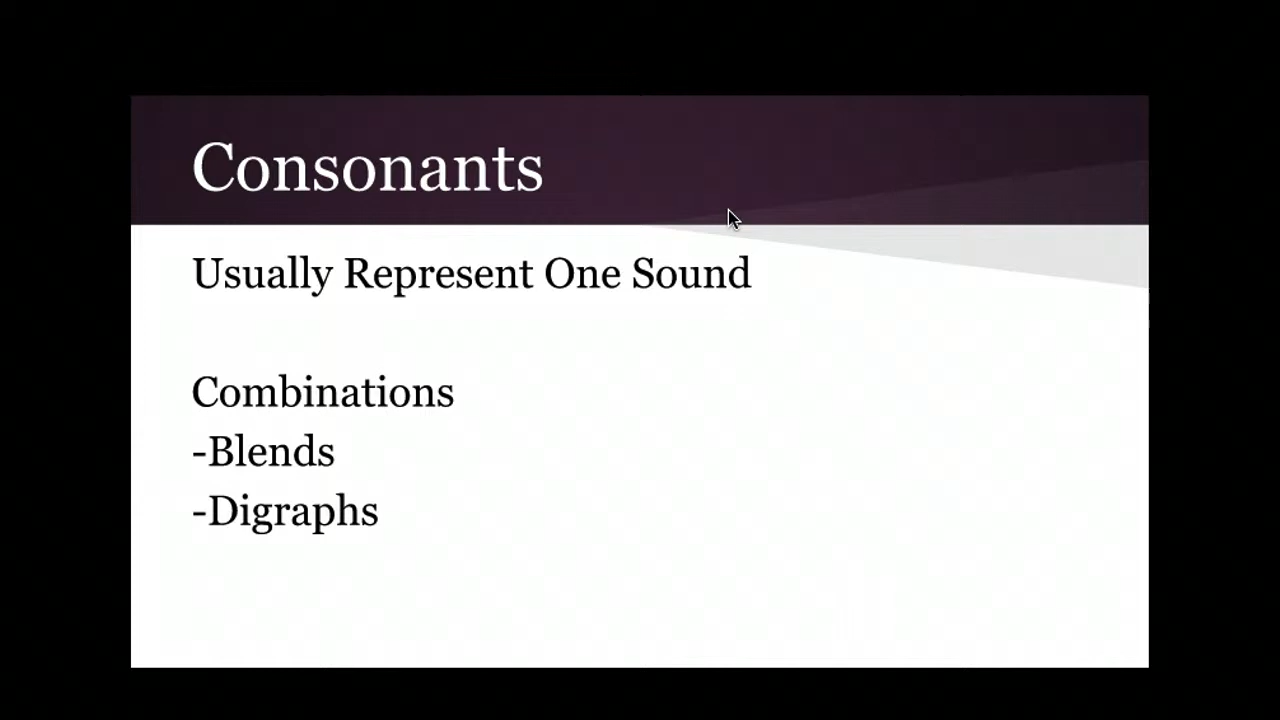 Consonants
Usually Represent One Sound
Combinations
-Blends
-Digraphs